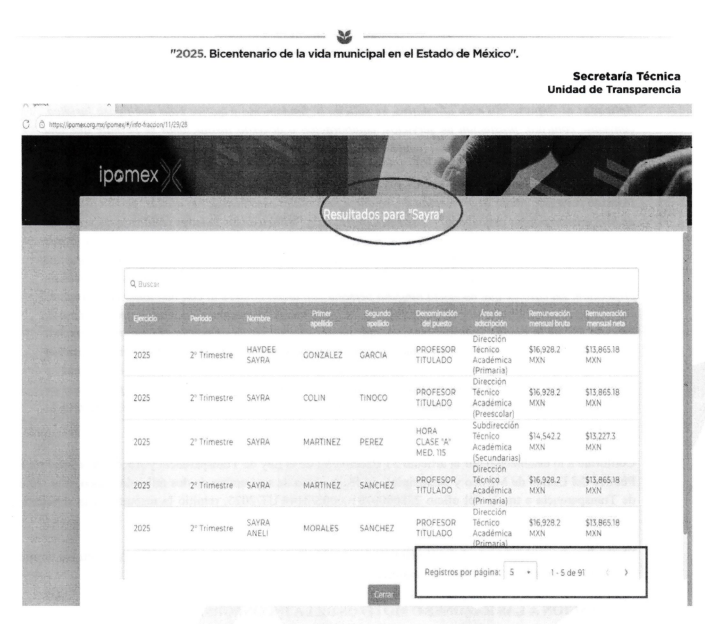 "2025. Bicentenario de la vida municipal en el Estado de México".
Secretaría Técnica
Unidad de Transparencia
https://ipomex.org.mx/ipomex/#/info-fraccion/11/29/28
ipomex
Resultados para "Sayra"
Buscar
Ejercicio Periodo Nombre Primer apellido Segundo apellido Denominación del puesto Área de adscripción Remuneración mensual bruta Remuneración mensual neta
2025 2° Trimestre HAYDEE SAYRA GONZALEZ GARCIA PROFESOR TITULADO Dirección Técnico Académica (Primaria) $16,928.2 MXN $13,865.18 MXN
2025 2° Trimestre SAYRA COLIN TINOCO PROFESOR TITULADO Dirección Técnico Académica (Preescolar) $16,928.2 MXN $13,865.18 MXN
2025 2° Trimestre SAYRA MARTINEZ PEREZ HORA CLASE "A" MED. 115 Subdirección Técnico Académica (Secundarias) $14,542.2 MXN $13,227.3 MXN
2025 2° Trimestre SAYRA MARTINEZ SANCHEZ PROFESOR TITULADO Dirección Técnico Académica (Primaria) $16,928.2 MXN $13,865.18 MXN
2025 2° Trimestre SAYRA ANELI MORALES SANCHEZ PROFESOR TITULADO Dirección Técnico Académica (Primaria) $16,928.2 MXN $13,865.18 MXN
Registros por página: 5 1 - 5 de 91
Cerrar